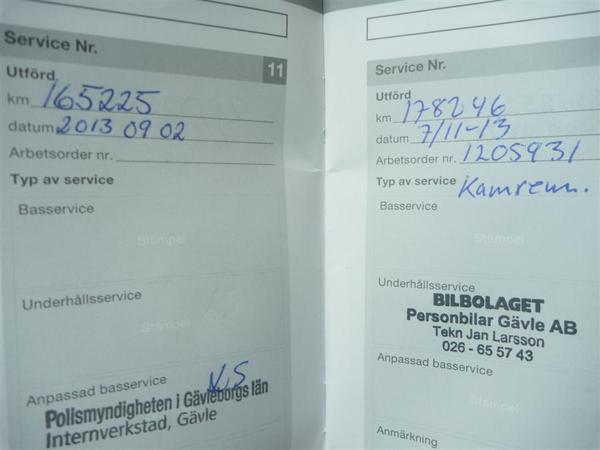 Service Nr.
11
Utförd
km 165225
datum 2013 09 02
Arbetsorder nr.
Typ av service
Basservice
Stämpel
Underhållsservice
Stämpel
Anpassad basservice
K.S
Polismyndigheten i Gävleborgs län
Internverkstad, Gävle
Service Nr.
Utförd
km 178246
datum 7/11-13
Arbetsorder nr. 1205931
Typ av service Kamrem.
Basservice
Stämpel
Underhållsservice
BILBOLAGET
Personbilar Gävle AB
Tekn Jan Larsson
026 - 65 57 43
Anpassad basservice
Stämpel
Anmärkning